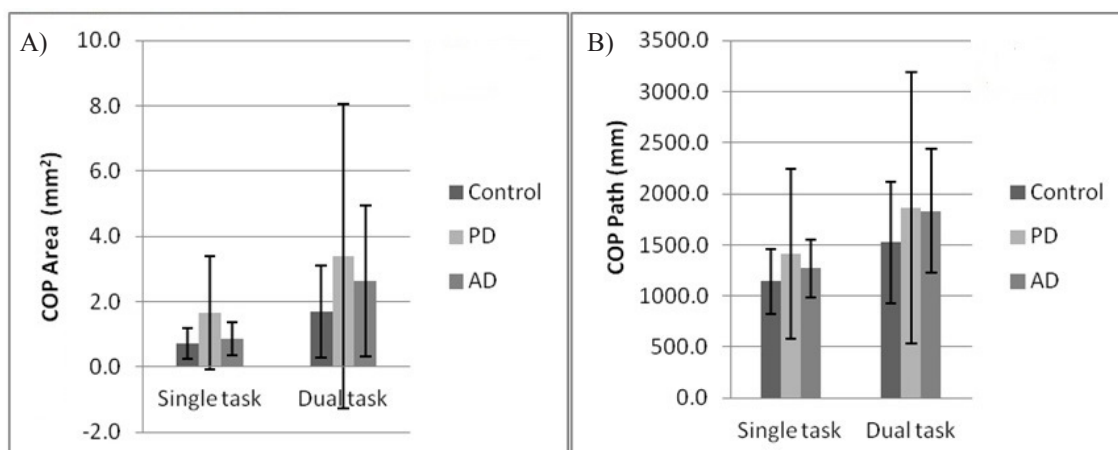 A)
COP Area (mm²)
10.0
8.0
6.0
4.0
2.0
0.0
-2.0
Single task
Dual task
Control
PD
AD
B)
COP Path (mm)
3500.0
3000.0
2500.0
2000.0
1500.0
1000.0
500.0
0.0
Single task
Dual task
Control
PD
AD